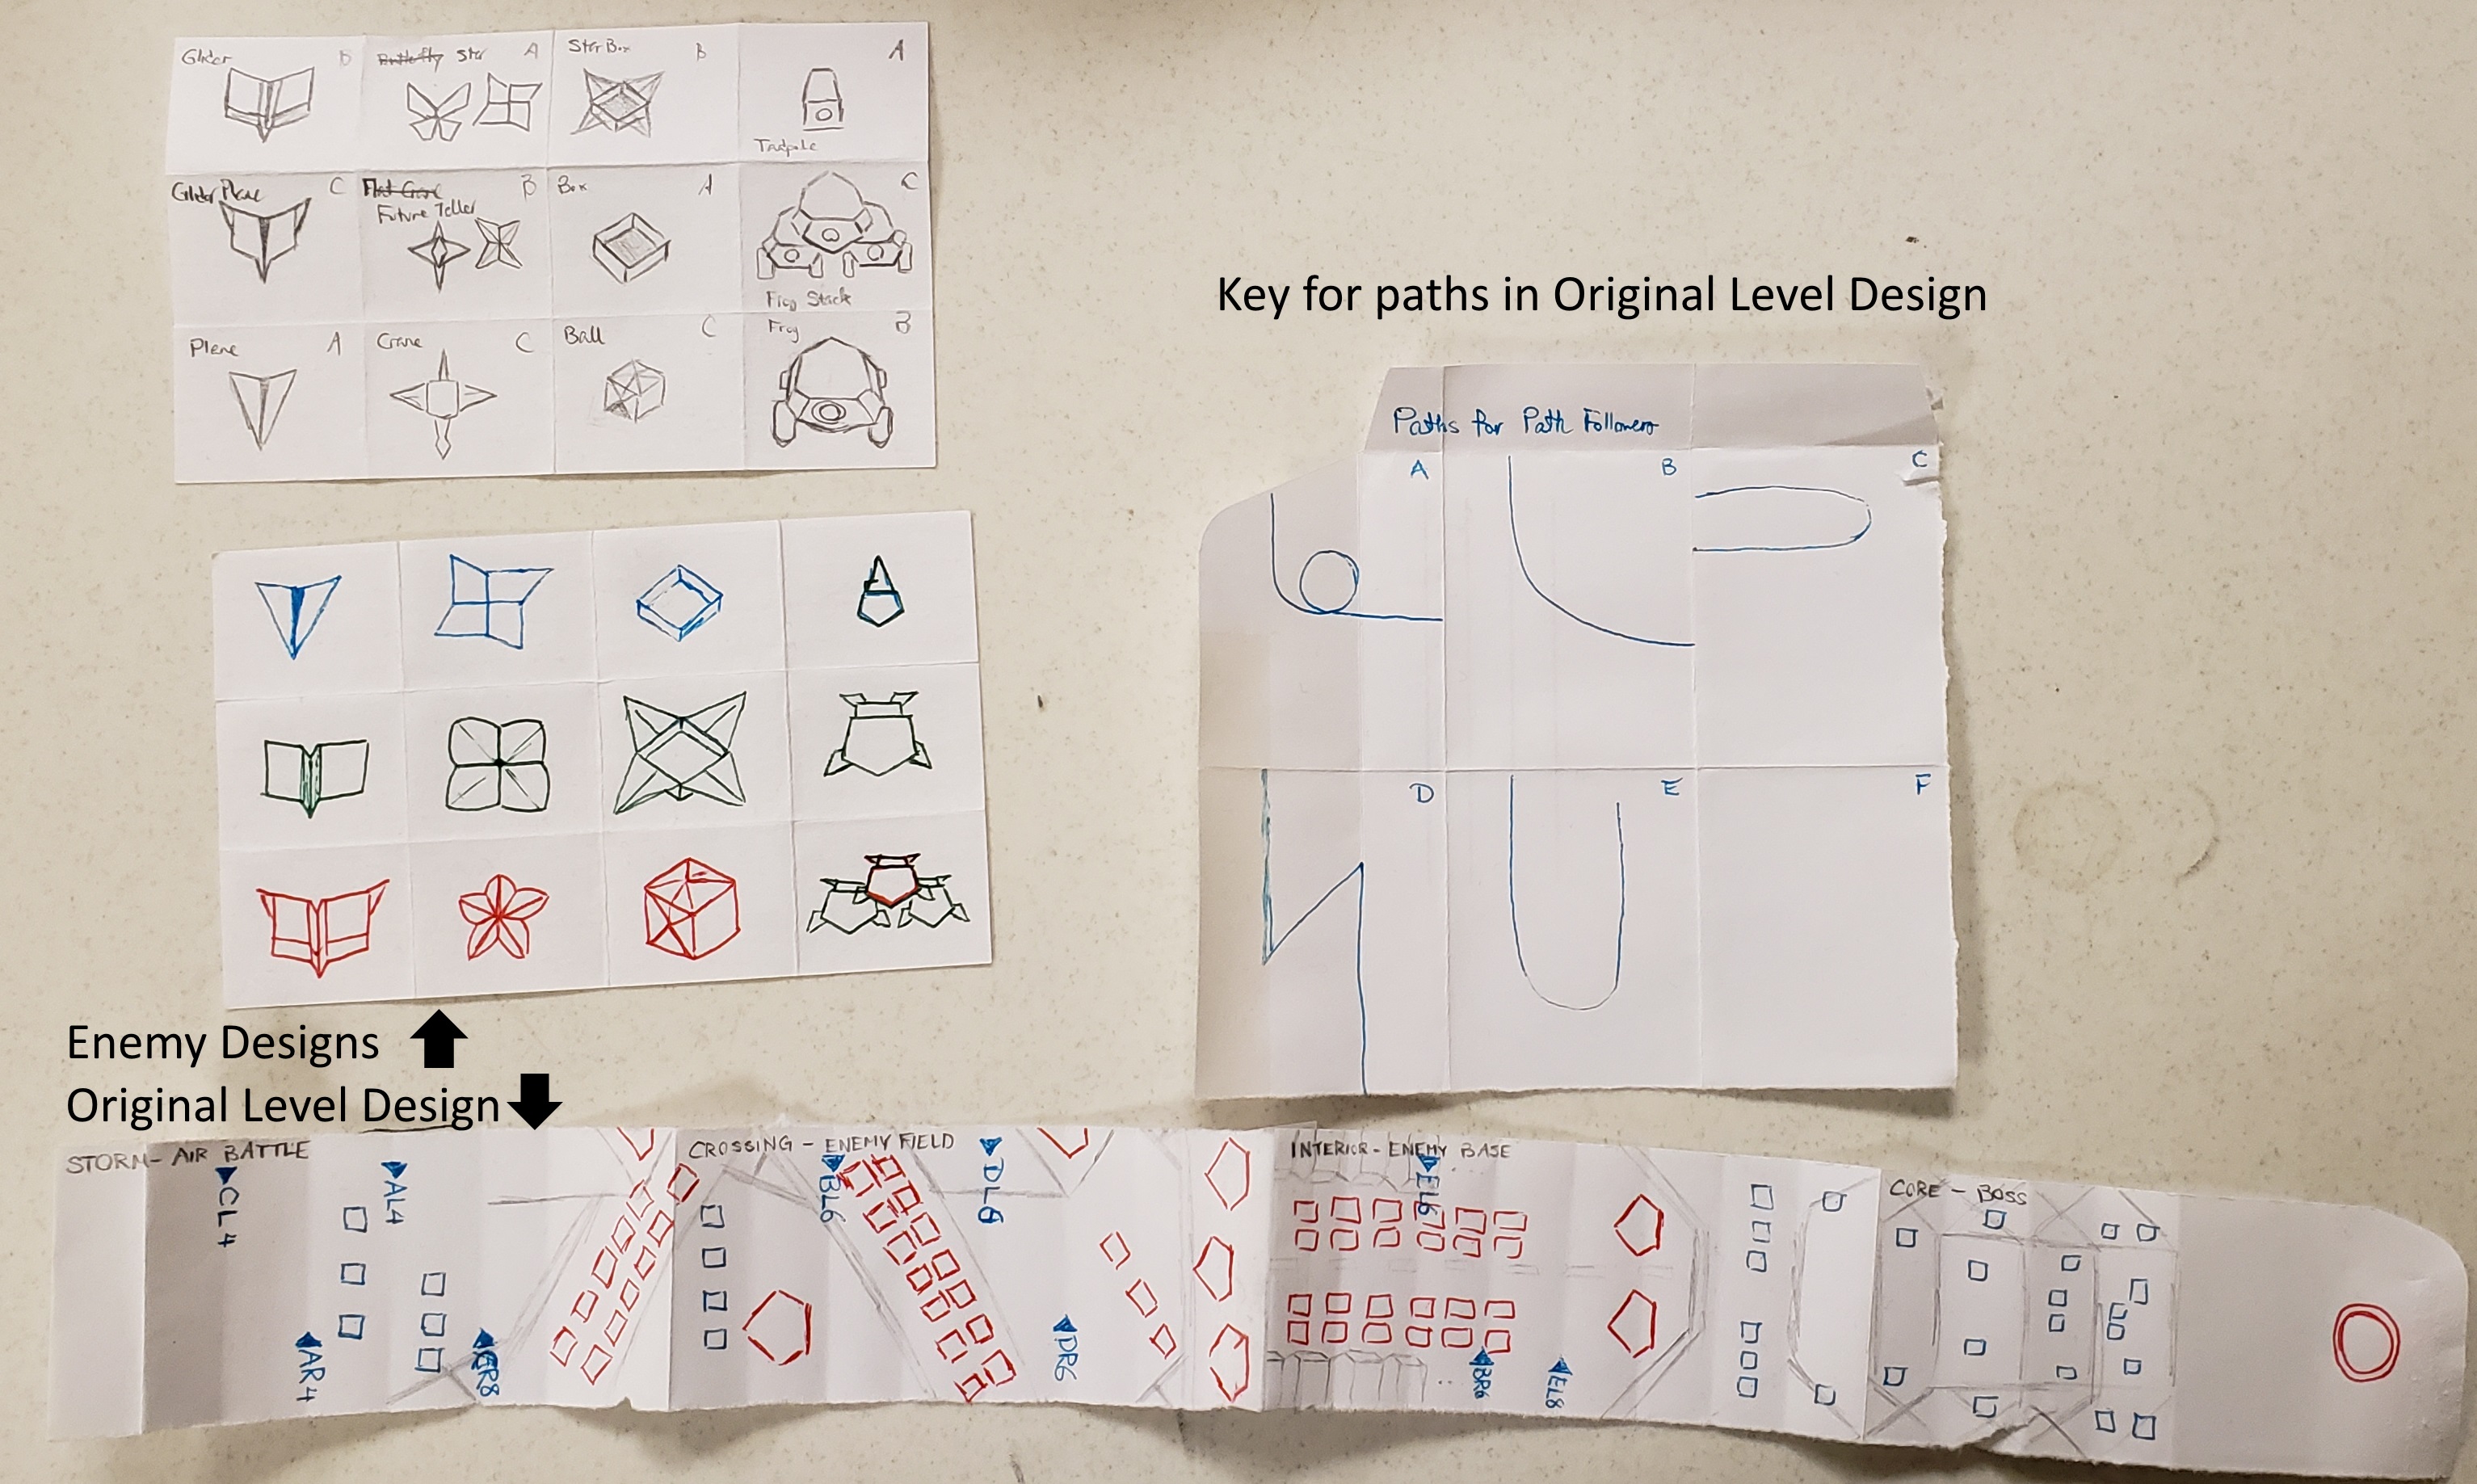 Glider B
Butterfly Star A
Star Box B
A
Tadpole
Glider Plane C
Flat Crane B
Future Teller
Box A
C
Frog Stack
Plane A
Crane C
Ball C
Frog B
Key for paths in Original Level Design
Paths for Path Followers
A
B
C
D
E
F
Enemy Designs
Original Level Design
STORM - AIR BATTLE
CL4
AL4
AR4
CROSSING - ENEMY FIELD
BL6
DL6
DR6
INTERIOR - ENEMY BASE
EL6
BR6
EL8
CORE - BOSS